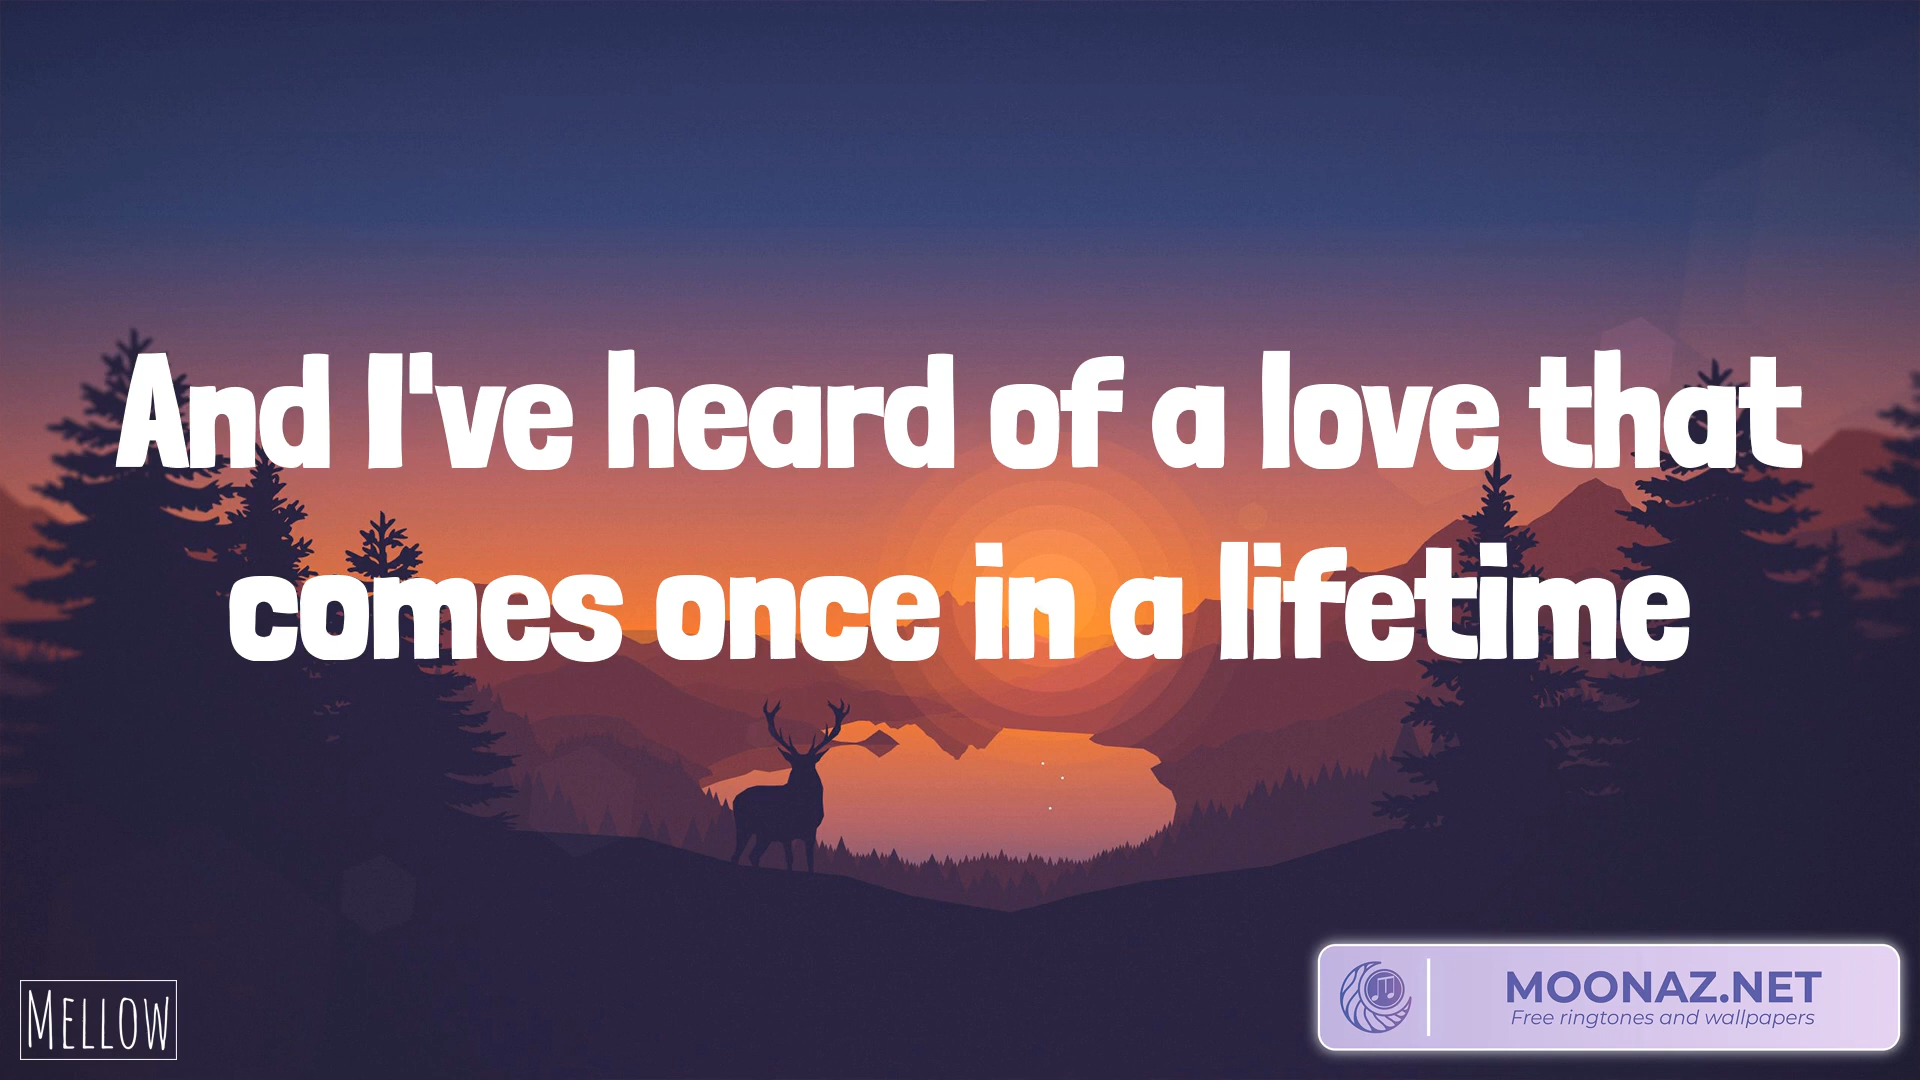 And I've heard of a love that
comes once in a lifetime
MELLOW
MOONAZ.NET
Free ringtones and wallpapers